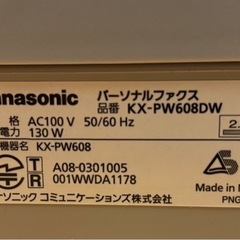 anasonic パーソナルファクス
品番 KX-PW608DW
格 AC100 V 50/60 Hz
電力 130 W
機器名 KX-PW608
T A08-0301005
R 001WWDA1178
ソニック コミュニケーションズ株式会社
Made in
PNG